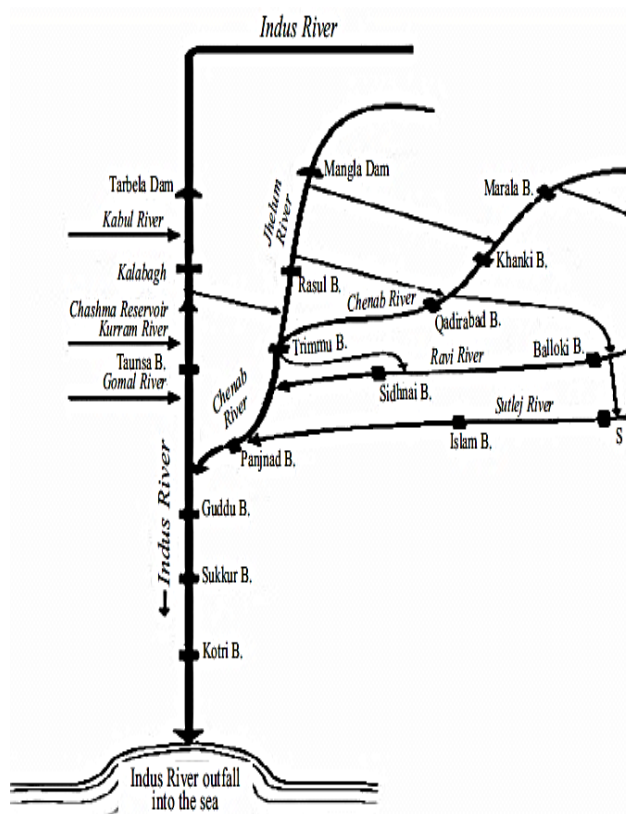 Indus River
Tarbela Dam
Mangla Dam
Marala B.
Kabul River
Jhelum
River
Kalabagh
Rasul B.
Khanki B.
Chashma Reservoir
Kurram River
Chenab River
Qadirabad B.
Taunsa B.
Trimmu B.
Ravi River
Balloki B.
Gomal River
Chenab
River
Sidhnai B.
Sutlej River
Panjnad B.
Islam B.
S
Indus River
Guddu B.
Sukkur B.
Kotri B.
Indus River outfall
into the sea